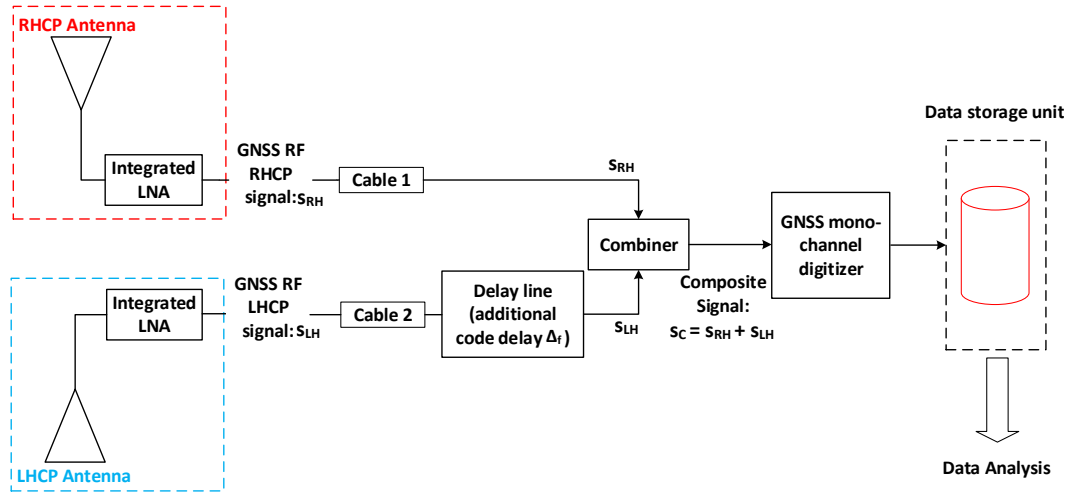 RHCP Antenna
Integrated
LNA
GNSS RF
RHCP
signal:sRH
Cable 1
sRH
Combiner
GNSS mono-
channel
digitizer
Data storage unit
Composite
Signal:
sC = sRH + sLH
Integrated
LNA
GNSS RF
LHCP
signal: sLH
Cable 2
Delay line
(additional
code delay Δf )
sLH
LHCP Antenna
Data Analysis